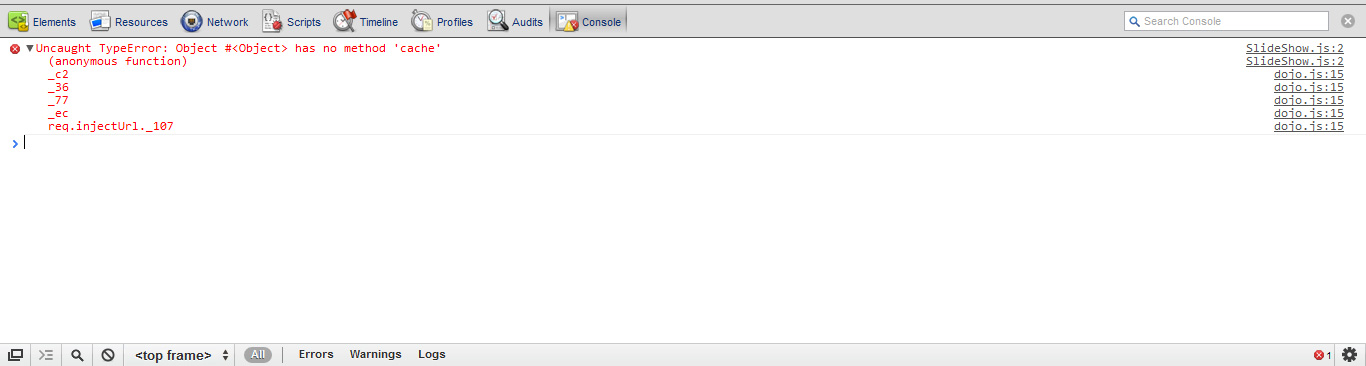 Elements Resources Network Scripts Timeline Profiles Audits Console Search Console
Uncaught TypeError: Object #<Object> has no method 'cache' SlideShow.js:2
(anonymous function) SlideShow.js:2
_c2 dojo.js:15
_36 dojo.js:15
_77 dojo.js:15
_ec dojo.js:15
req.injectUrl._107 dojo.js:15
<top frame> All Errors Warnings Logs 1